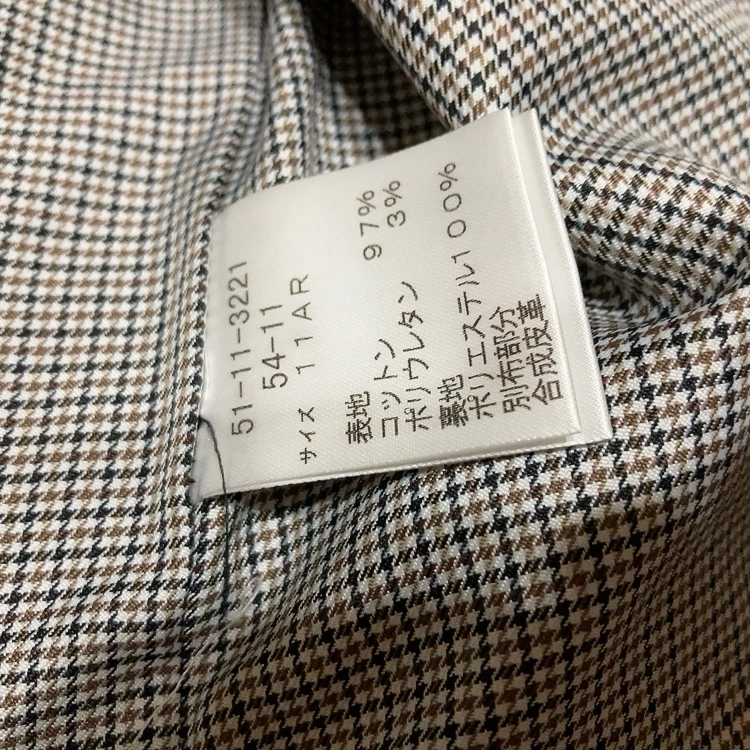 51-11-3221
54-11
サイズ 11AR
表地
コットン 97%
ポリウレタン 3%
裏地
ポリエステル100%
別布部分
合成皮革